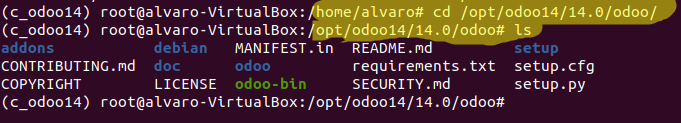 (c_odoo14) root@alvaro-VirtualBox:/home/alvaro# cd /opt/odoo14/14.0/odoo/
(c_odoo14) root@alvaro-VirtualBox:/opt/odoo14/14.0/odoo# ls
addons debian MANIFEST.in README.md setup
CONTRIBUTING.md doc odoo requirements.txt setup.cfg
COPYRIGHT LICENSE odoo-bin SECURITY.md setup.py
(c_odoo14) root@alvaro-VirtualBox:/opt/odoo14/14.0/odoo#